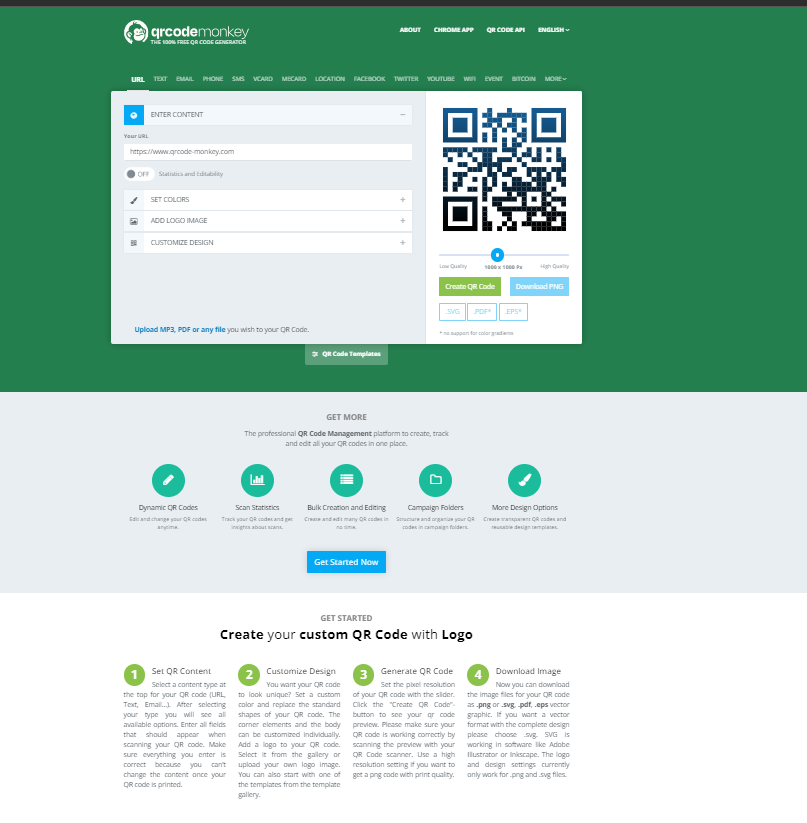 qrcodemonkey
THE 100% FREE QR CODE GENERATOR
ABOUT CHROME APP QR CODE API ENGLISH
URL TEXT EMAIL PHONE SMS VCARD MECARD LOCATION FACEBOOK TWITTER YOUTUBE WIFI EVENT BITCOIN MORE
ENTER CONTENT
Your URL
https://www.qrcode-monkey.com
OFF Statistics and Editability
SET COLORS
ADD LOGO IMAGE
CUSTOMIZE DESIGN
Upload MP3, PDF or any file you wish to your QR Code.
Low Quality 1000 x 1000 Px High Quality
Create QR Code Download PNG
.SVG .PDF* .EPS*
* no support for color gradients
QR Code Templates
GET MORE
The professional QR Code Management platform to create, track
and edit all your QR codes in one place.
Dynamic QR Codes
Edit and change your QR codes
anytime.
Scan Statistics
Track your QR codes and get
insights about scans.
Bulk Creation and Editing
Create and edit many QR codes in
no time.
Campaign Folders
Structure and organize your QR
codes in campaign folders.
More Design Options
Create transparent QR codes and
reusable design templates.
Get Started Now
GET STARTED
Create your custom QR Code with Logo
1 Set QR Content
Select a content type at
the top for your QR code (URL,
Text, Email...). After selecting
your type you will see all
available options. Enter all fields
that should appear when
scanning your QR code. Make
sure everything you enter is
correct because you can't
change the content once your
QR code is printed.
2 Customize Design
You want your QR code
to look unique? Set a custom
color and replace the standard
shapes of your QR code. The
corner elements and the body
can be customized individually.
Add a logo to your QR code.
Select it from the gallery or
upload your own logo image.
You can also start with one of
the templates from the template
gallery.
3 Generate QR Code
Set the pixel resolution
of your QR code with the slider.
Click the "Create QR Code"-
button to see your qr code
preview. Please make sure your
QR code is working correctly by
scanning the preview with your
QR Code scanner. Use a high
resolution setting if you want to
get a png code with print quality.
4 Download Image
Now you can download
the image files for your QR code
as .png or .svg, .pdf, .eps vector
graphic. If you want a vector
format with the complete design
please choose .svg. SVG is
working in software like Adobe
Illustrator or Inkscape. The logo
and design settings currently
only work for .png and .svg files.